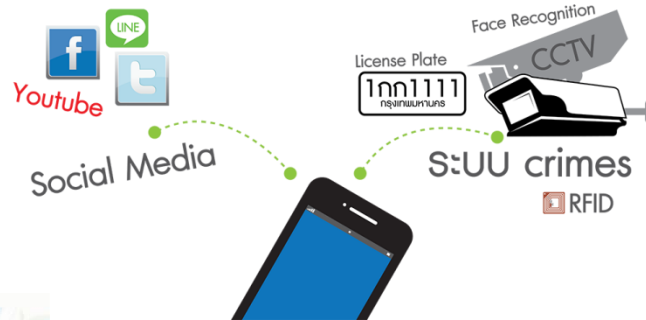 f
LINE
t
Youtube
Social Media
Face Recognition
CCTV
License Plate
1กก1111
กรุงเทพมหานคร
ระบบ crimes
RFID